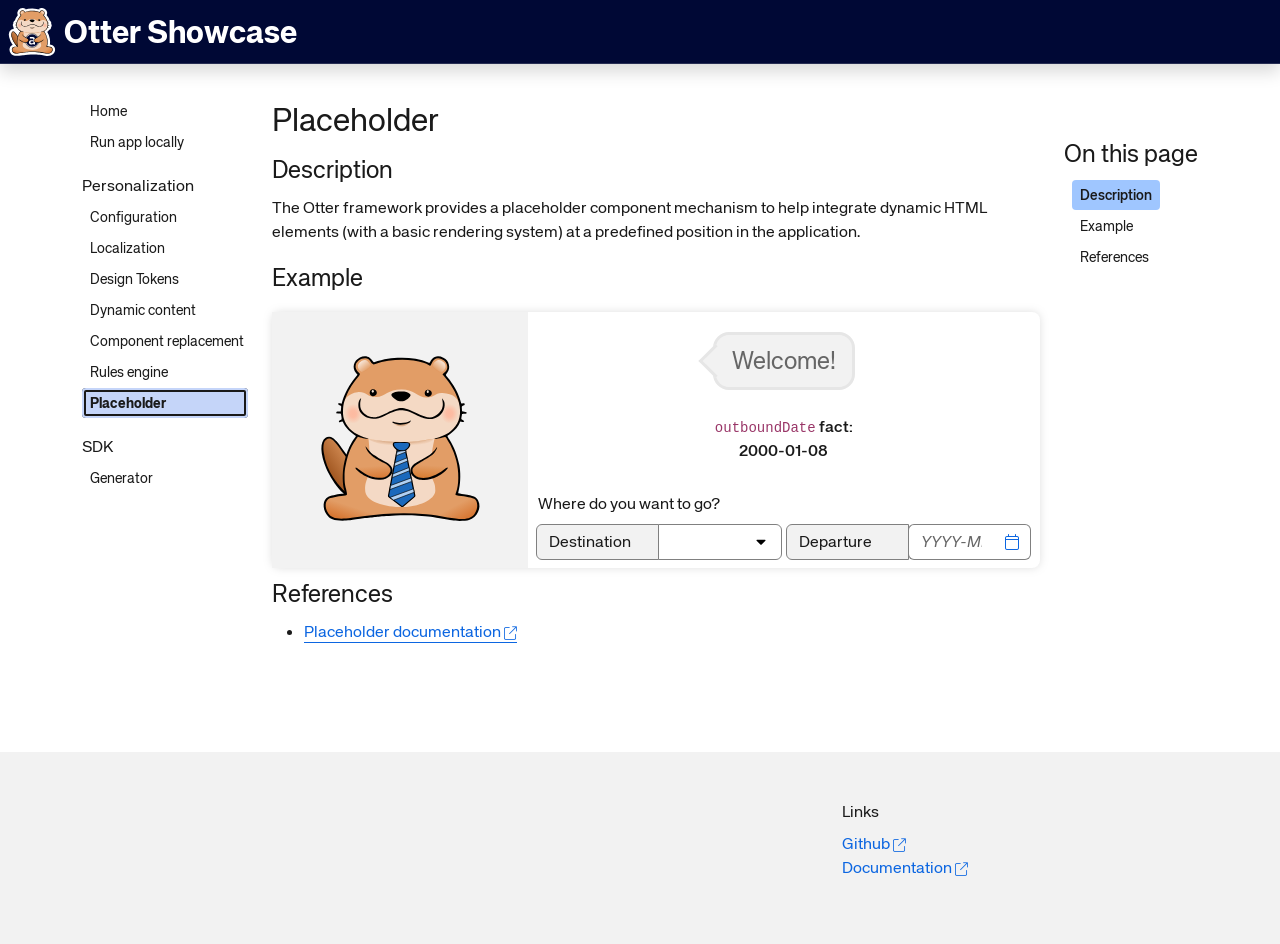 Otter Showcase
Home
Run app locally
Personalization
Configuration
Localization
Design Tokens
Dynamic content
Component replacement
Rules engine
Placeholder
SDK
Generator
Placeholder
Description
The Otter framework provides a placeholder component mechanism to help integrate dynamic HTML
elements (with a basic rendering system) at a predefined position in the application.
Example
Welcome!
outboundDate fact:
2000-01-08
Where do you want to go?
Destination
Departure
YYYY-M
References
Placeholder documentation
On this page
Description
Example
References
Links
Github
Documentation